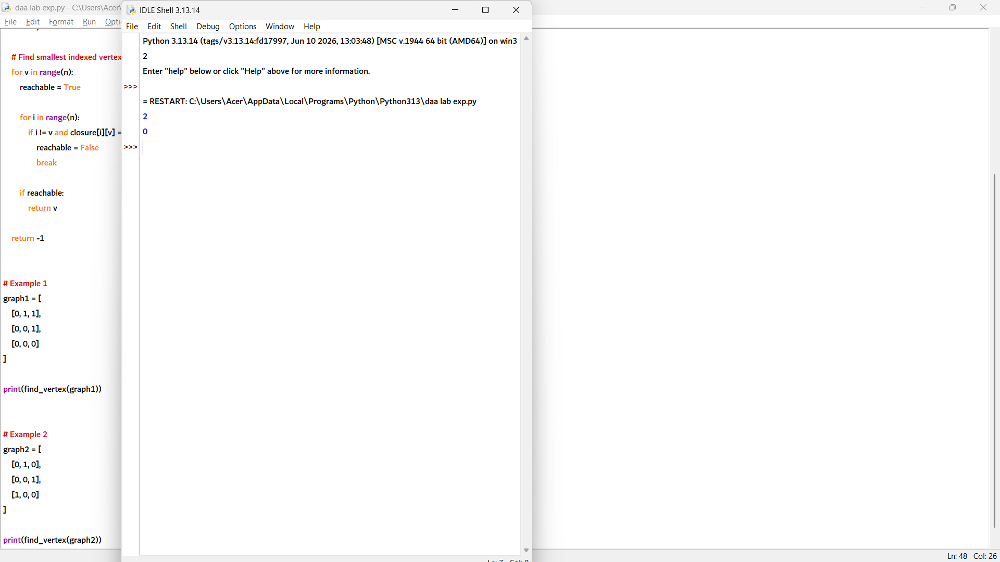 daa lab exp.py - C:\Users\Acer\
File Edit Format Run Opti
# Find smallest indexed vertex
for v in range(n):
reachable = True
for i in range(n):
if i != v and closure[i][v] =
reachable = False
break
if reachable:
return v
return -1
# Example 1
graph1 = [
[0, 1, 1],
[0, 0, 1],
[0, 0, 0]
]
print(find_vertex(graph1))
# Example 2
graph2 = [
[0, 1, 0],
[0, 0, 1],
[1, 0, 0]
]
print(find_vertex(graph2))
IDLE Shell 3.13.14
File Edit Shell Debug Options Window Help
Python 3.13.14 (tags/v3.13.14:fd17997, Jun 10 2026, 13:03:48) [MSC v.1944 64 bit (AMD64)] on win3
2
Enter "help" below or click "Help" above for more information.
>>>
= RESTART: C:\Users\Acer\AppData\Local\Programs\Python\Python313\daa lab exp.py
2
0
>>>
Ln: 7 Col: 0
Ln: 48 Col: 26